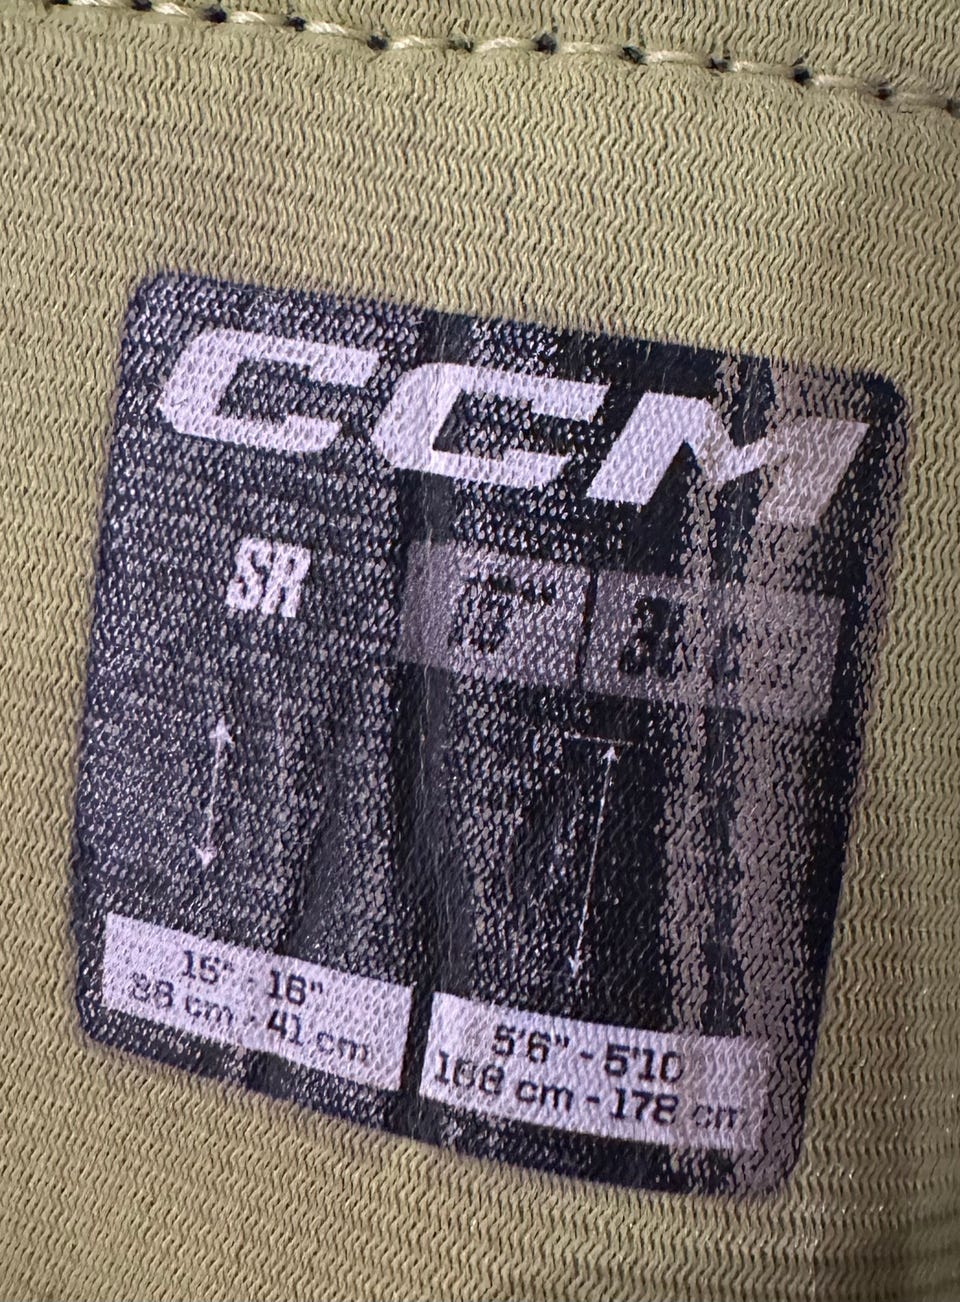 CCM
SR
15" - 16"
38 cm - 41 cm
5'6" - 5'10
168 cm - 178 cm